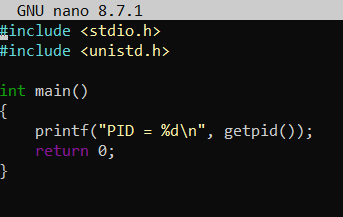 GNU nano 8.7.1
#include <stdio.h>
#include <unistd.h>

int main()
{
    printf("PID = %d\n", getpid());
    return 0;
}